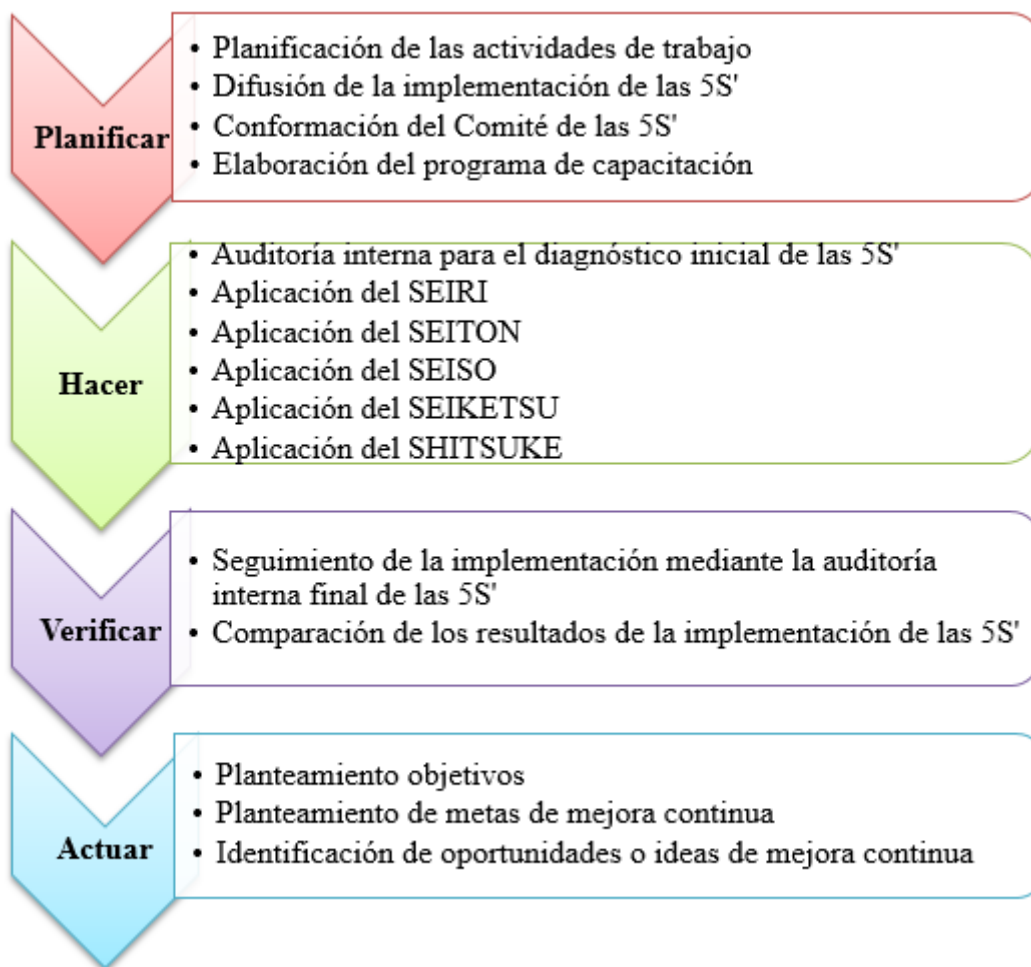 Planificar
• Planificación de las actividades de trabajo
• Difusión de la implementación de las 5S'
• Conformación del Comité de las 5S'
• Elaboración del programa de capacitación
Hacer
• Auditoría interna para el diagnóstico inicial de las 5S'
• Aplicación del SEIRI
• Aplicación del SEITON
• Aplicación del SEISO
• Aplicación del SEIKETSU
• Aplicación del SHITSUKE
Verificar
• Seguimiento de la implementación mediante la auditoría
interna final de las 5S'
• Comparación de los resultados de la implementación de las 5S'
Actuar
• Planteamiento objetivos
• Planteamiento de metas de mejora continua
• Identificación de oportunidades o ideas de mejora continua